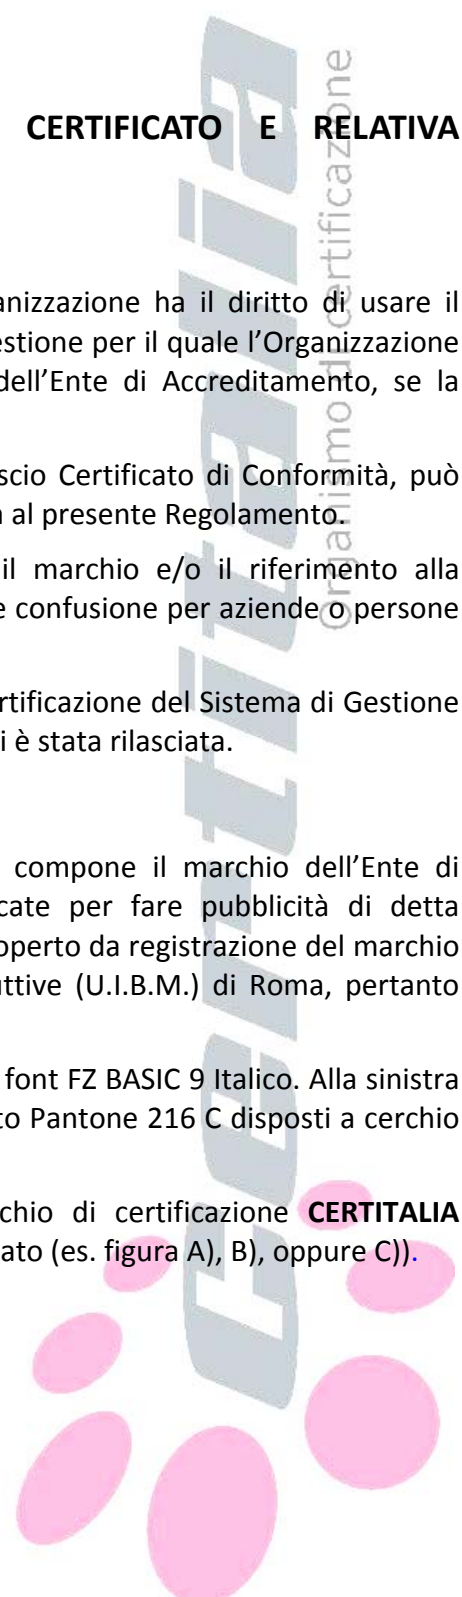 CERTIFICATO E RELATIVA
anizzazione ha il diritto di usare il
estione per il quale l’Organizzazione
dell’Ente di Accreditamento, se la
scio Certificato di Conformità, può
al presente Regolamento.
il marchio e/o il riferimento alla
e confusione per aziende o persone
rtificazione del Sistema di Gestione
i è stata rilasciata.
compone il marchio dell’Ente di
cate per fare pubblicità di detta
operto da registrazione del marchio
uttive (U.I.B.M.) di Roma, pertanto
font FZ BASIC 9 Italico. Alla sinistra
to Pantone 216 C disposti a cerchio
chio di certificazione CERTITALIA
ato (es. figura A), B), oppure C)).
Certitalia
Organismo di certificazione